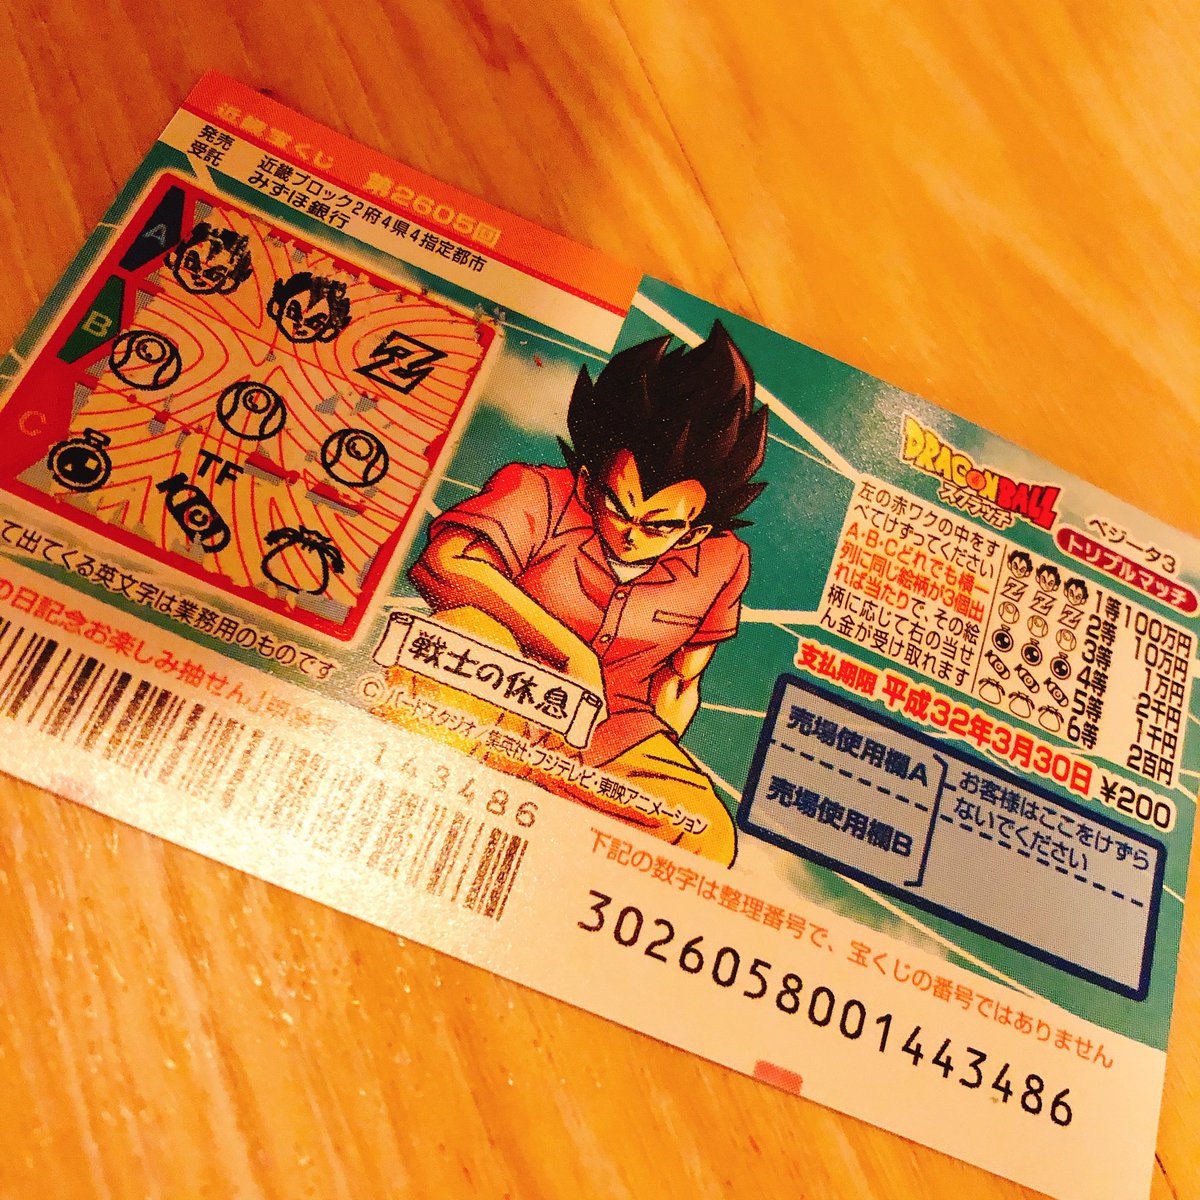 近畿宝くじ 第2605回
発売 近畿ブロック2府4県4指定都市
受託 みずほ銀行
A
B
C
TF
KO
て出てくる英文字は業務用のものです
の日記念お楽しみ抽せん」
143486
戦士の休息
©バードスタジオ/集英社・フジテレビ・東映アニメーション
DRAGONBALL
スクラッチ
ベジータ3
トリプルマッチ
左の赤ワクの中をす
べてけずってください
A・B・Cどれでも横一
列に同じ絵柄が3個出
れば当たりで、その絵
柄に応じて右の当せ
ん金が受け取れます
1等 100万円
2等 10万円
3等 1万円
4等 2千円
5等 1千円
6等 2百円
支払期限 平成32年3月30日 ¥200
売場使用欄A
売場使用欄B
お客様はここをけずら
ないでください
下記の数字は整理番号で、宝くじの番号ではありません
3026058001443486